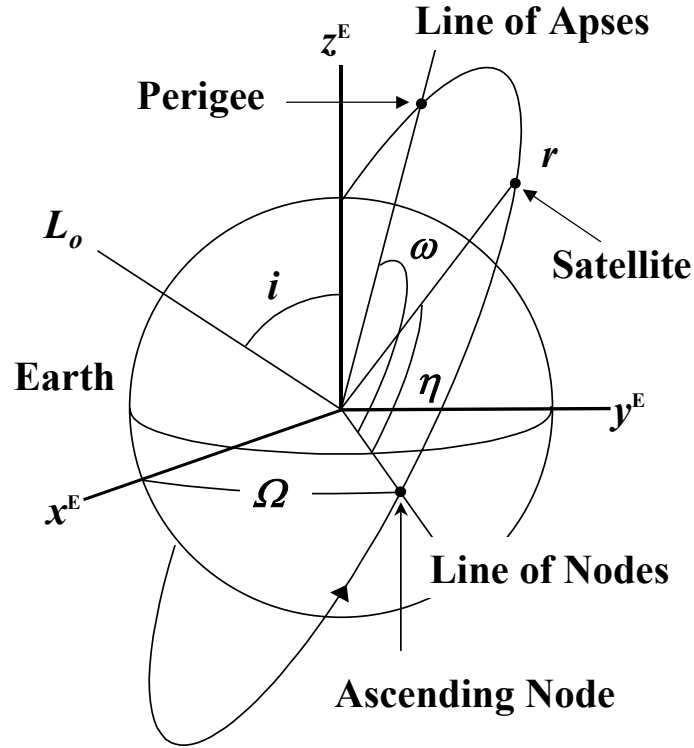 Line of Apses
z^E
Perigee
r
L_o
ω
Satellite
i
Earth
η
y^E
x^E
Ω
Line of Nodes
Ascending Node